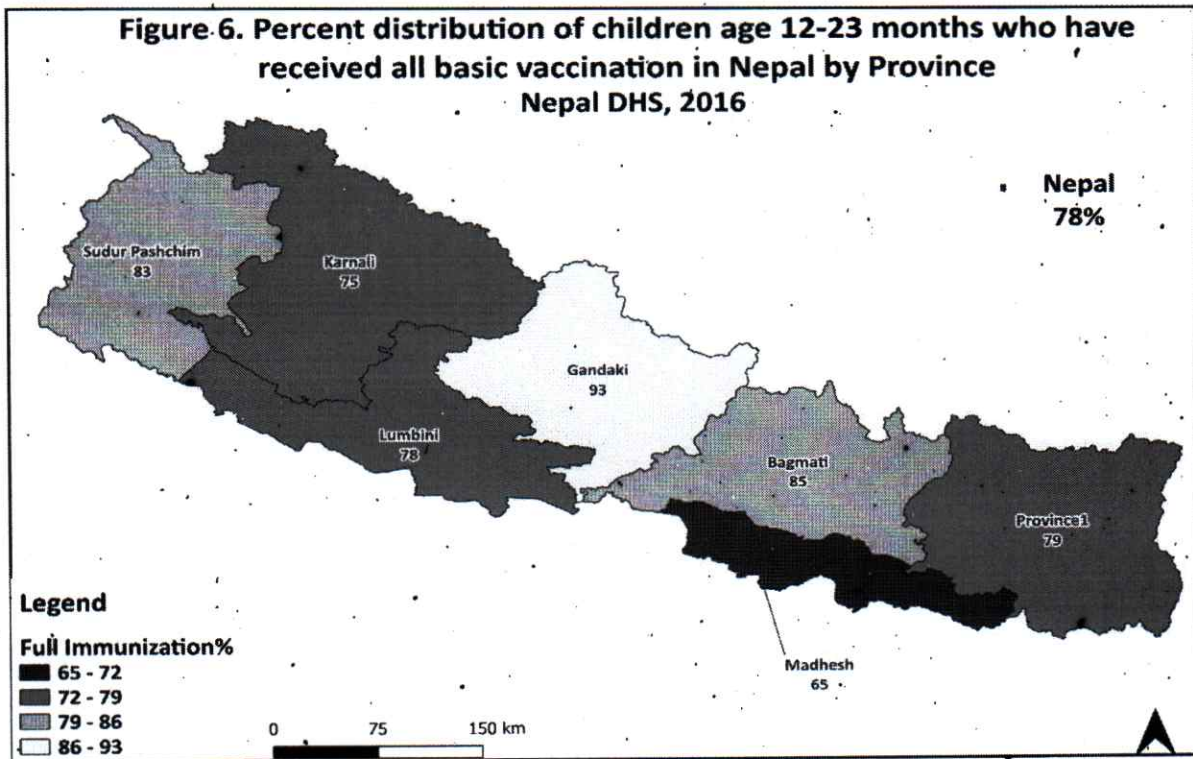 Figure 6. Percent distribution of children age 12-23 months who have
received all basic vaccination in Nepal by Province
Nepal DHS, 2016
Nepal
78%
Sudur Pashchim
83
Karnali
75
Gandaki
93
Lumbini
78
Bagmati
85
Province1
79
Madhesh
65
Legend
Full Immunization%
65 - 72
72 - 79
79 - 86
86 - 93
0 75 150 km